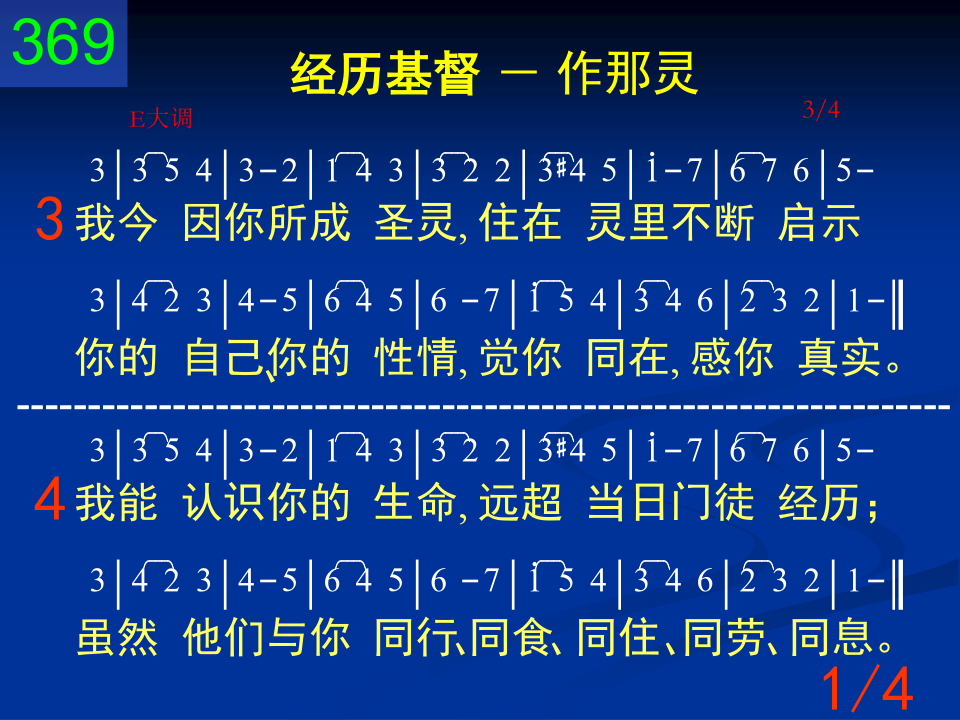 369
经历基督 － 作那灵
E大调 3/4
3|3 5 4|3-2|1 4 3|3 2 2|3#4 5|i-7|6 7 6|5-
3 我今 因你所成 圣灵, 住在 灵里不断 启示
3|4 2 3|4-5|6 4 5|6 -7|i 5 4|3 4 6|2 3 2|1-‖
你的 自己、你的 性情, 觉你 同在, 感你 真实。
-----------------------------------------------------------------
3|3 5 4|3-2|1 4 3|3 2 2|3#4 5|i-7|6 7 6|5-
4 我能 认识你的 生命, 远超 当日门徒 经历；
3|4 2 3|4-5|6 4 5|6 -7|i 5 4|3 4 6|2 3 2|1-‖
虽然 他们与你 同行、同食、同住、同劳、同息。
1/4